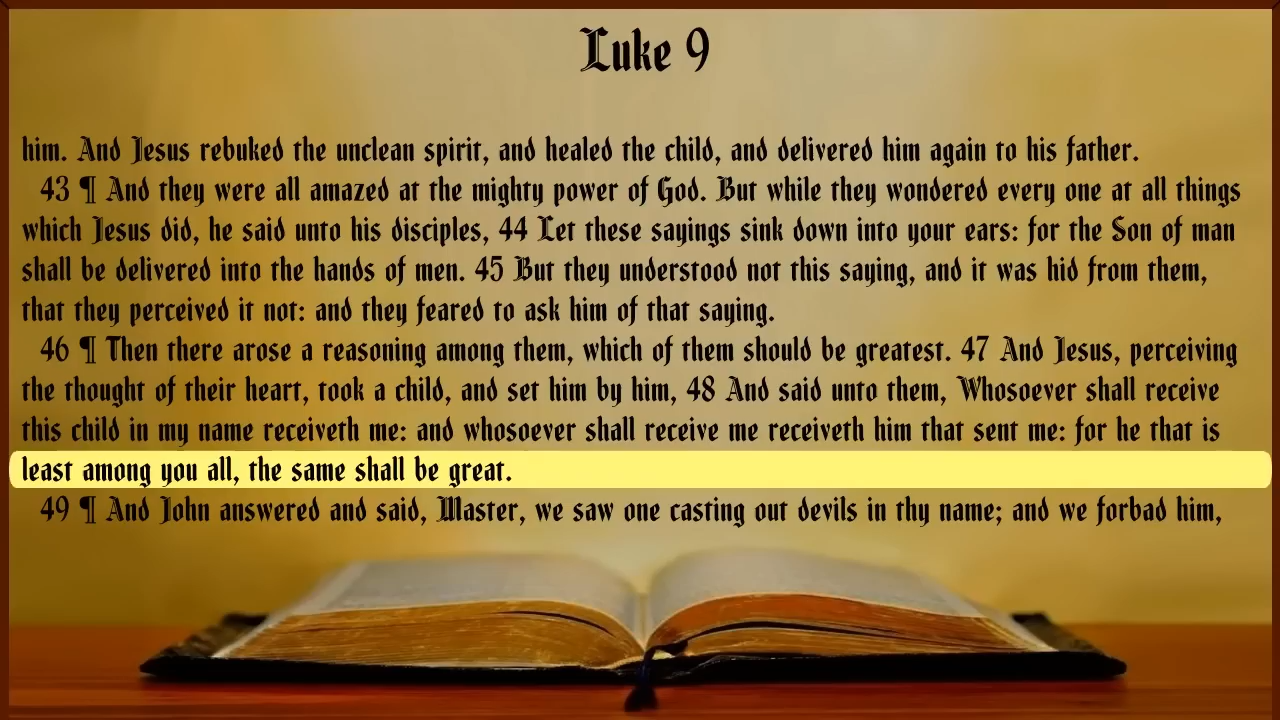 Luke 9
him. And Jesus rebuked the unclean spirit, and healed the child, and delivered him again to his father.
43 ¶ And they were all amazed at the mighty power of God. But while they wondered every one at all things
which Jesus did, he said unto his disciples, 44 Let these sayings sink down into your ears: for the Son of man
shall be delivered into the hands of men. 45 But they understood not this saying, and it was hid from them,
that they perceived it not: and they feared to ask him of that saying.
46 ¶ Then there arose a reasoning among them, which of them should be greatest. 47 And Jesus, perceiving
the thought of their heart, took a child, and set him by him, 48 And said unto them, Whosoever shall receive
this child in my name receiveth me: and whosoever shall receive me receiveth him that sent me: for he that is
least among you all, the same shall be great.
49 ¶ And John answered and said, Master, we saw one casting out devils in thy name; and we forbad him,